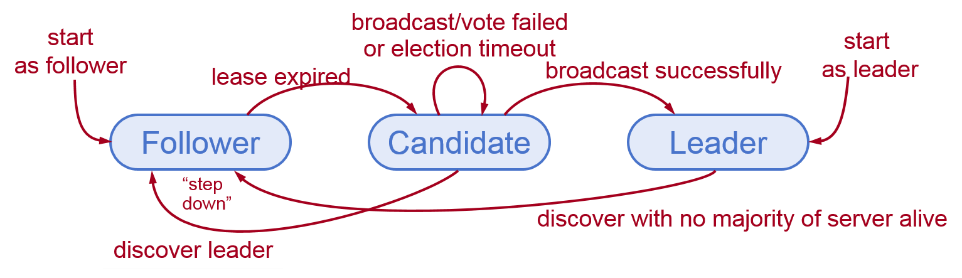 broadcast/vote failed
or election timeout
start
as follower
start
as leader
lease expired
broadcast successfully
Follower
Candidate
Leader
“step
down”
discover leader
discover with no majority of server alive